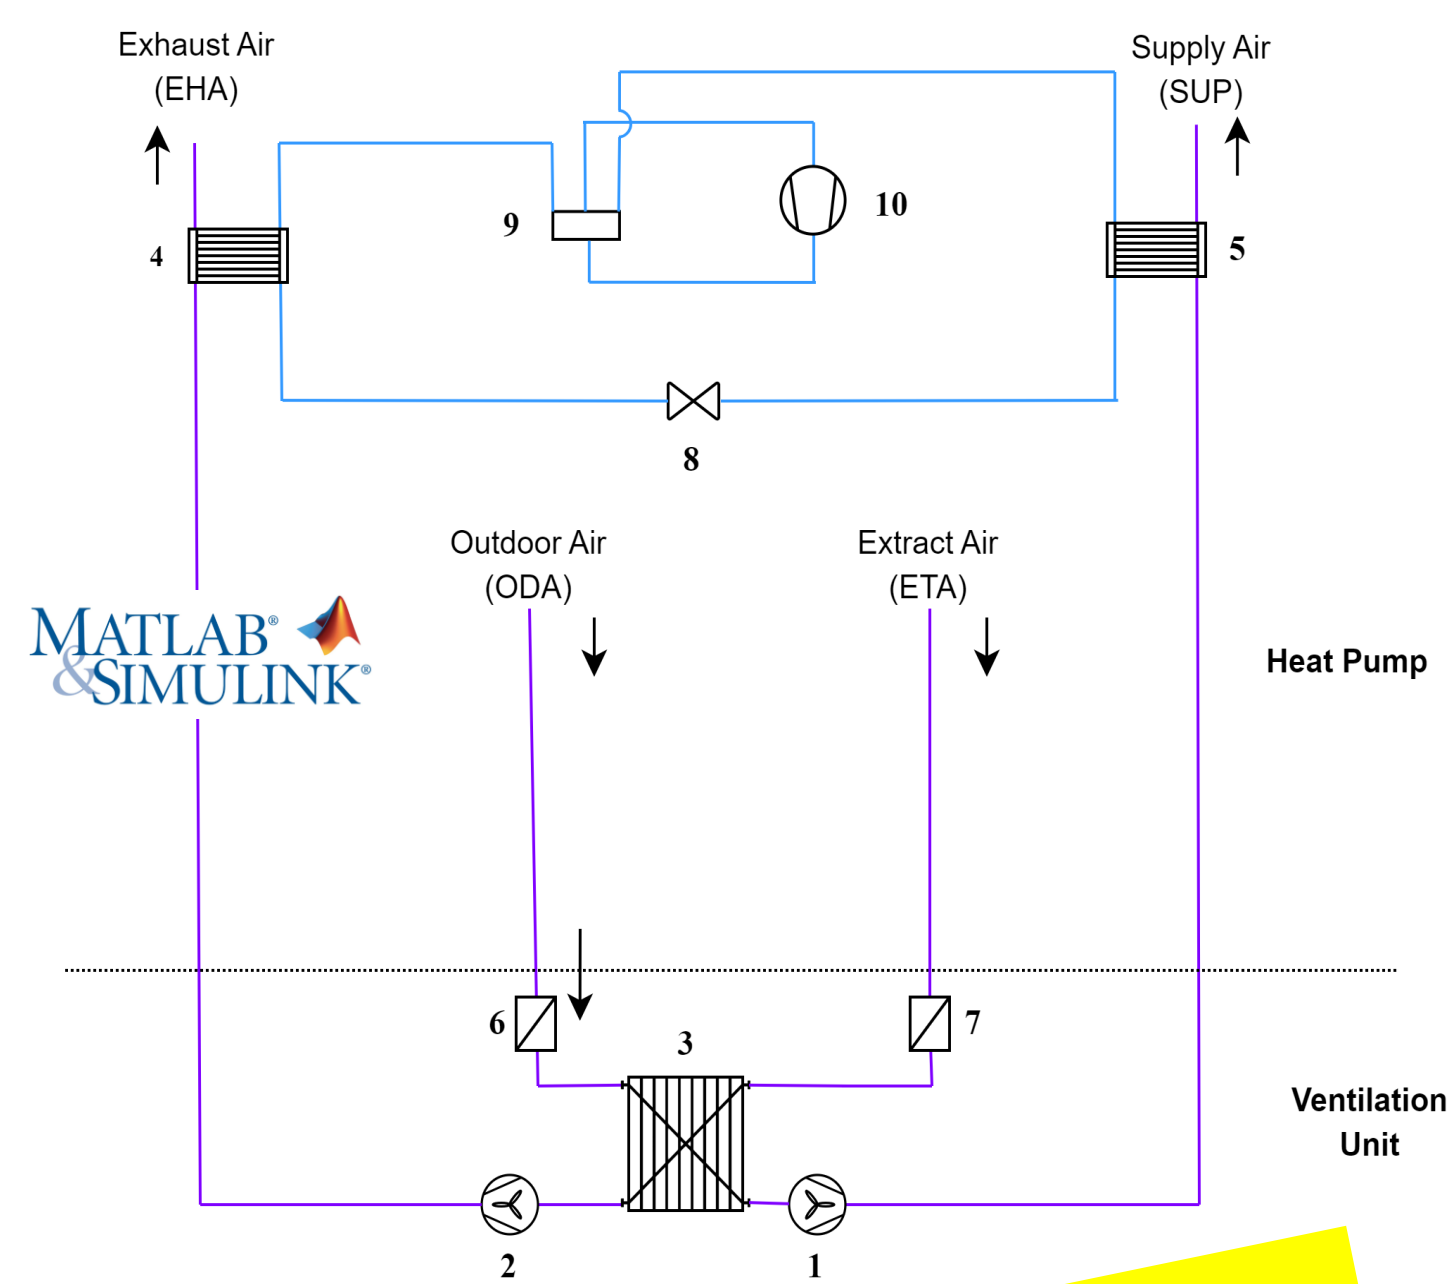 Exhaust Air
(EHA)
Supply Air
(SUP)
10
9
4
5
8
Outdoor Air
(ODA)
Extract Air
(ETA)
MATLAB®
&SIMULINK®
Heat Pump
6
7
3
Ventilation
Unit
2
1